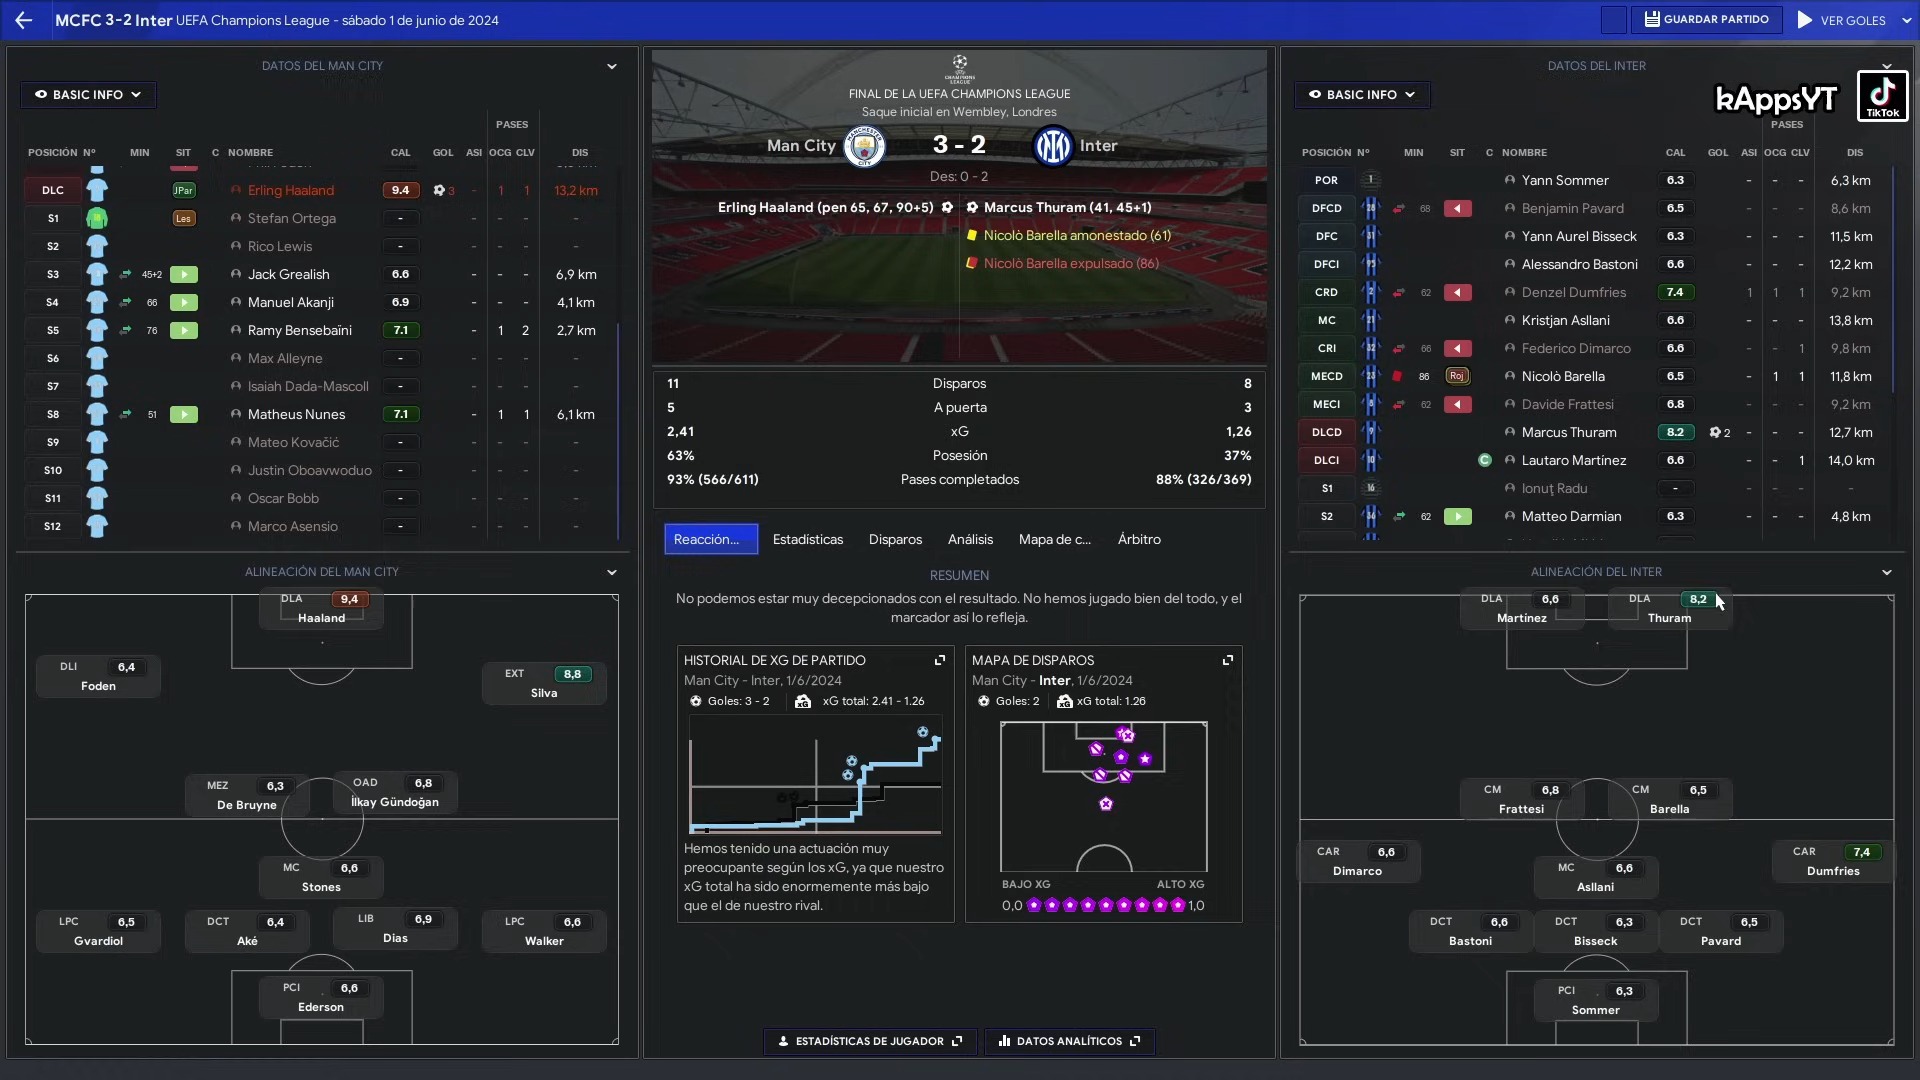 MCFC 3-2 Inter UEFA Champions League - sábado 1 de junio de 2024
GUARDAR PARTIDO
VER GOLES
DATOS DEL MAN CITY
BASIC INFO
PASES
POSICIÓN Nº MIN SIT C NOMBRE CAL GOL ASI OCG CLV DIS
DLC JPar Erling Haaland 9.4 3 - 1 1 13,2 km
S1 Les Stefan Ortega - - - - -
S2 Rico Lewis - - - - -
S3 45+2 Jack Grealish 6.6 - - - 6,9 km
S4 66 Manuel Akanji 6.9 - - - 4,1 km
S5 76 Ramy Bensebaïni 7.1 - 1 2 2,7 km
S6 Max Alleyne - - - - -
S7 Isaiah Dada-Mascoll - - - - -
S8 51 Matheus Nunes 7.1 - 1 1 6,1 km
S9 Mateo Kovačić - - - - -
S10 Justin Oboavwoduo - - - - -
S11 Oscar Bobb - - - - -
S12 Marco Asensio - - - - -
ALINEACIÓN DEL MAN CITY
DLA 9,4
Haaland
DLI 6,4
Foden
EXT 8,8
Silva
MEZ 6,3
De Bruyne
OAD 6,8
İlkay Gündoğan
MC 6,6
Stones
LPC 6,5
Gvardiol
DCT 6,4
Aké
LIB 6,9
Dias
LPC 6,6
Walker
PCI 6,6
Ederson
CHAMPIONS LEAGUE
FINAL DE LA UEFA CHAMPIONS LEAGUE
Saque inicial en Wembley, Londres
Man City MANCHESTER CITY 3 - 2 Inter
Des: 0 - 2
Erling Haaland (pen 65, 67, 90+5)
Marcus Thuram (41, 45+1)
Nicolò Barella amonestado (61)
Nicolò Barella expulsado (86)
11 Disparos 8
5 A puerta 3
2,41 xG 1,26
63% Posesión 37%
93% (566/611) Pases completados 88% (326/369)
Reacción... Estadísticas Disparos Análisis Mapa de c... Árbitro
RESUMEN
No podemos estar muy decepcionados con el resultado. No hemos jugado bien del todo, y el
marcador así lo refleja.
HISTORIAL DE XG DE PARTIDO
Man City - Inter, 1/6/2024
Goles: 3 - 2 xG xG total: 2.41 - 1.26
Hemos tenido una actuación muy
preocupante según los xG, ya que nuestro
xG total ha sido enormemente más bajo
que el de nuestro rival.
MAPA DE DISPAROS
Man City - Inter, 1/6/2024
Goles: 2 xG xG total: 1.26
BAJO XG ALTO XG
0,0 1,0
ESTADÍSTICAS DE JUGADOR
DATOS ANALÍTICOS
DATOS DEL INTER
BASIC INFO
kAppsYT
TikTok
PASES
POSICIÓN Nº MIN SIT C NOMBRE CAL GOL ASI OCG CLV DIS
POR 1 Yann Sommer 6.3 - - - 6,3 km
DFCD 28 68 Benjamin Pavard 6.5 - - - 8,6 km
DFC 31 Yann Aurel Bisseck 6.3 - - - 11,5 km
DFCI 95 Alessandro Bastoni 6.6 - - - 12,2 km
CRD 2 62 Denzel Dumfries 7.4 1 1 1 9,2 km
MC 21 Kristjan Asllani 6.6 - - - 13,8 km
CRI 32 66 Federico Dimarco 6.6 - - 1 9,8 km
MECD 23 86 Roj Nicolò Barella 6.5 - 1 1 11,8 km
MECI 62 Davide Frattesi 6.8 - - - 9,2 km
DLCD 9 Marcus Thuram 8.2 2 - - - 12,7 km
DLCI 10 C Lautaro Martínez 6.6 - - 1 14,0 km
S1 16 Ionuț Radu - - - - -
S2 36 62 Matteo Darmian 6.3 - - - 4,8 km
ALINEACIÓN DEL INTER
DLA 6,6
Martínez
DLA 8,2
Thuram
CM 6,8
Frattesi
CM 6,5
Barella
CAR 6,6
Dimarco
MC 6,6
Asllani
CAR 7,4
Dumfries
DCT 6,6
Bastoni
DCT 6,3
Bisseck
DCT 6,5
Pavard
PCI 6,3
Sommer